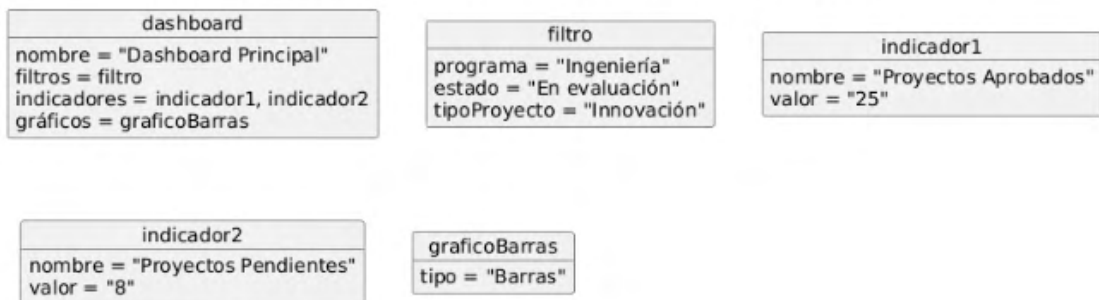 dashboard
nombre = "Dashboard Principal"
filtros = filtro
indicadores = indicador1, indicador2
gráficos = graficoBarras
filtro
programa = "Ingeniería"
estado = "En evaluación"
tipoProyecto = "Innovación"
indicador1
nombre = "Proyectos Aprobados"
valor = "25"
indicador2
nombre = "Proyectos Pendientes"
valor = "8"
graficoBarras
tipo = "Barras"